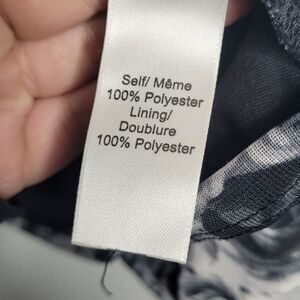 Self/ Même
100% Polyester
Lining/
Doublure
100% Polyester